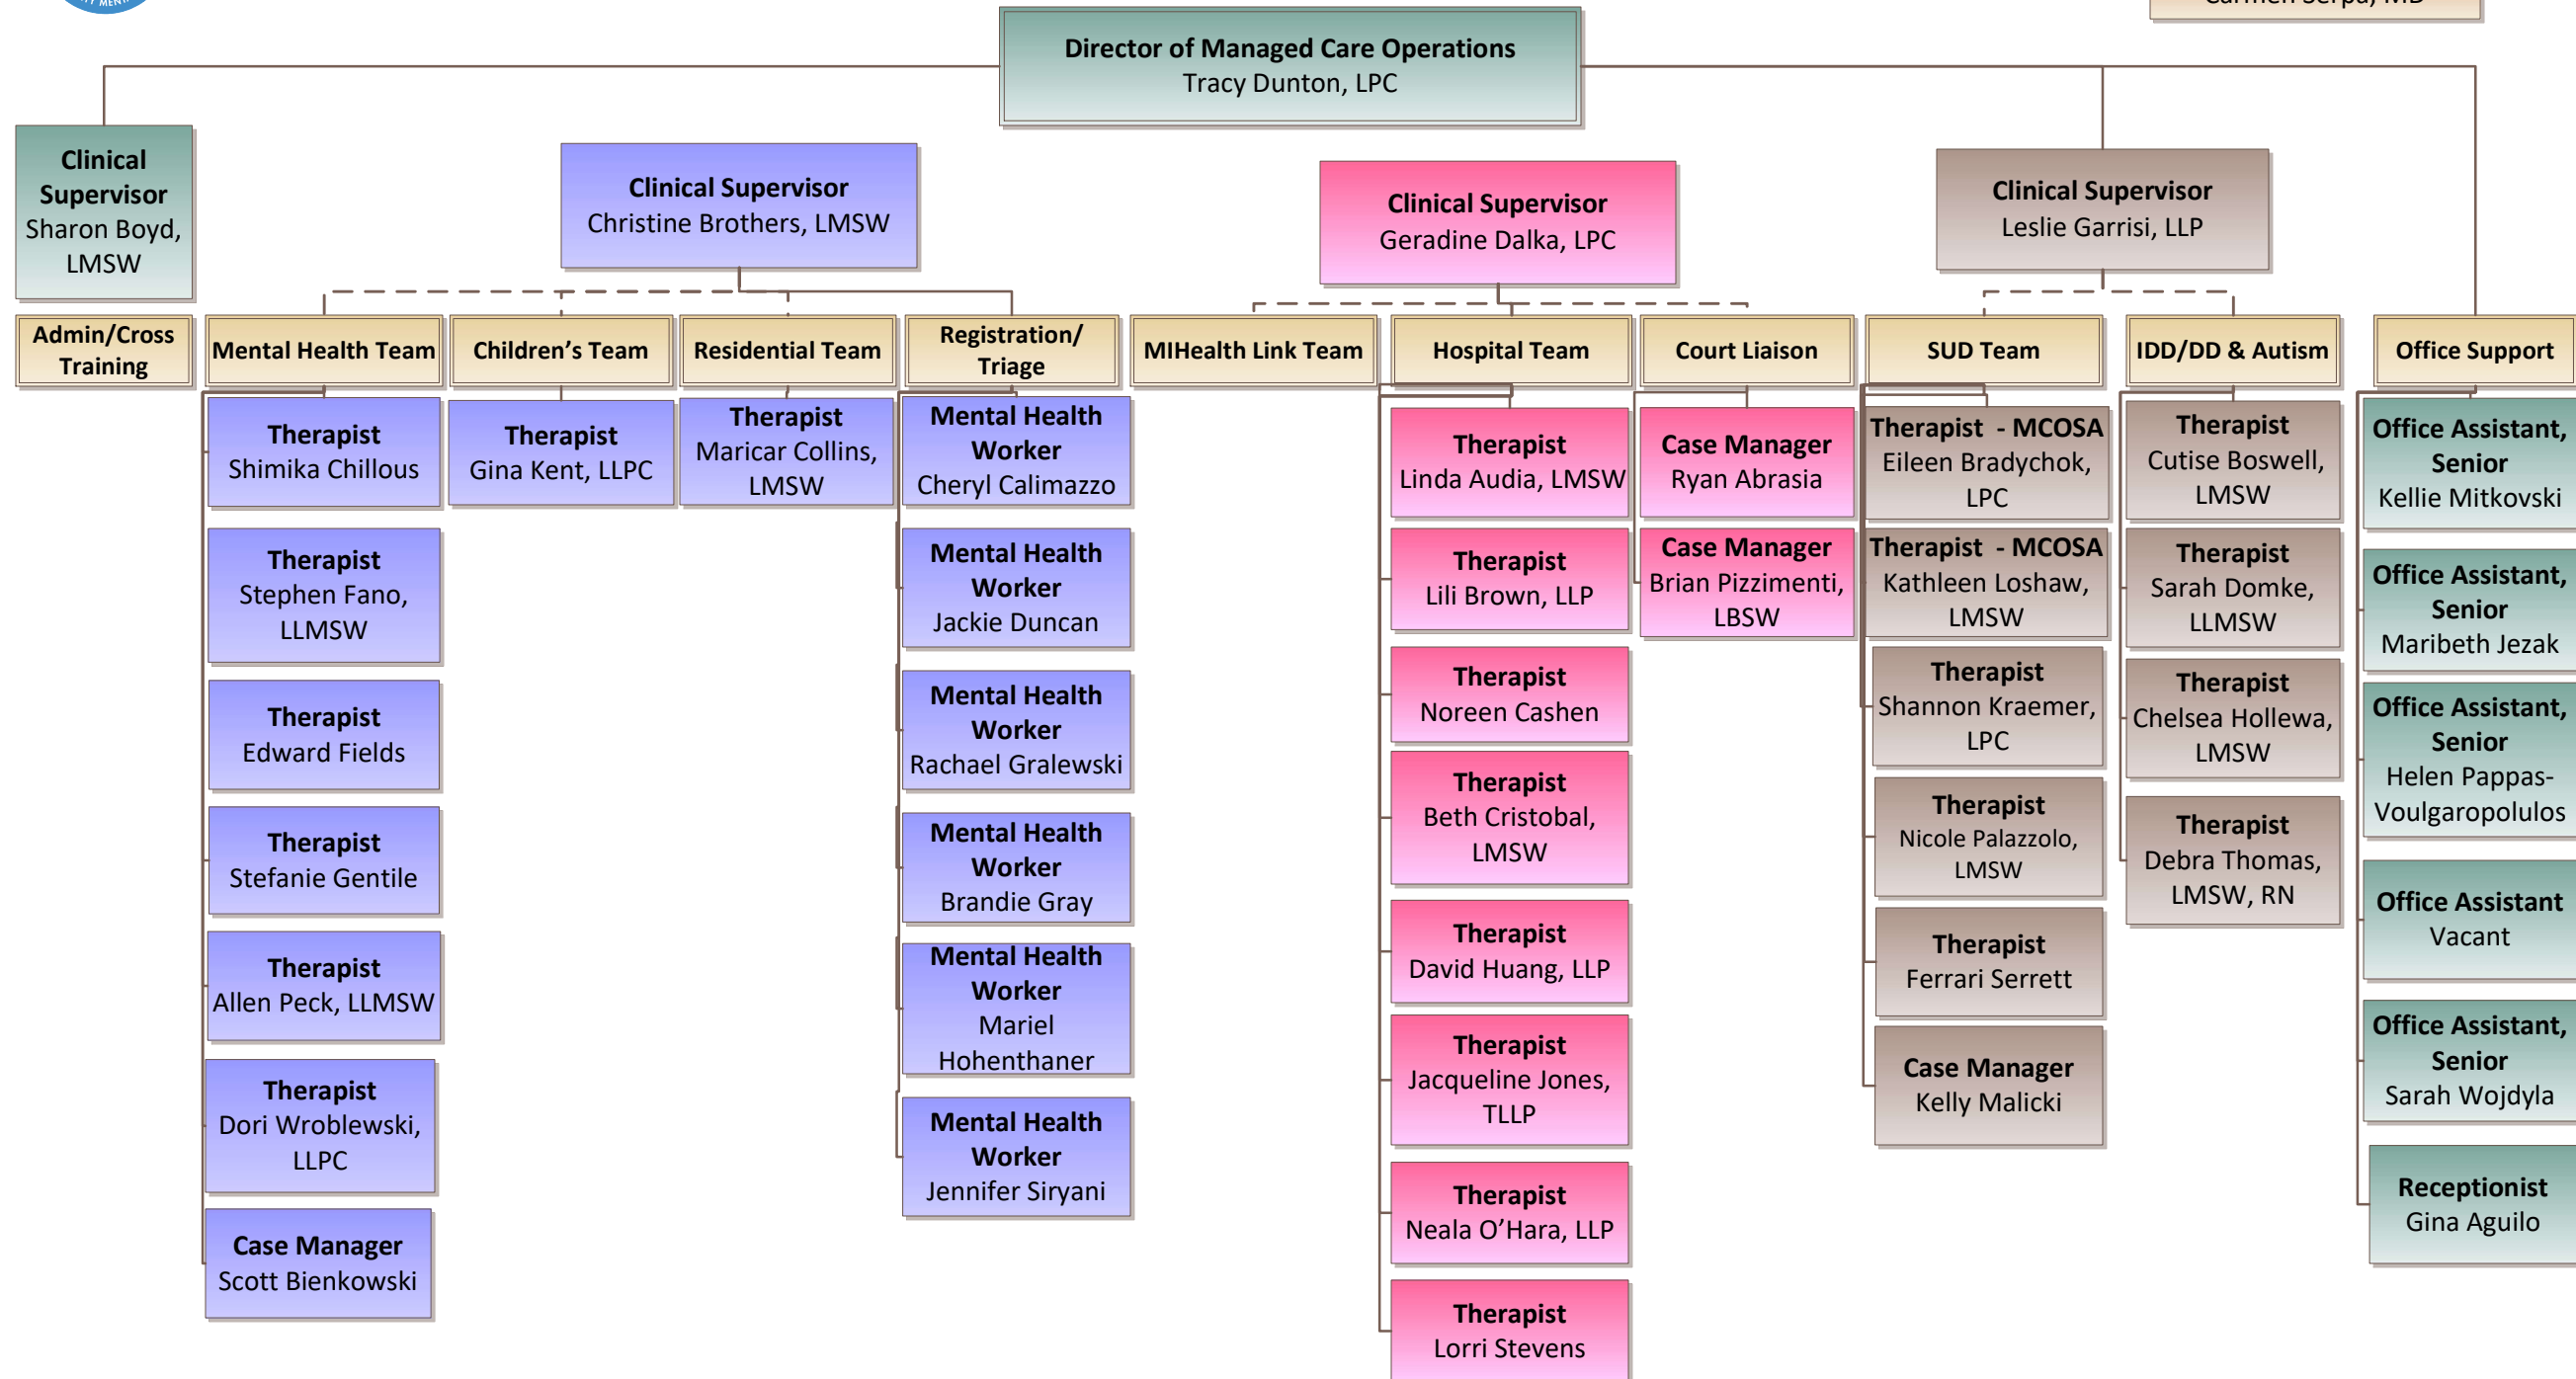 Director of Managed Care Operations
Tracy Dunton, LPC
Clinical
Supervisor
Sharon Boyd,
LMSW
Clinical Supervisor
Christine Brothers, LMSW
Clinical Supervisor
Geradine Dalka, LPC
Clinical Supervisor
Leslie Garrisi, LLP
Admin/Cross
Training
Mental Health Team
Children’s Team
Residential Team
Registration/
Triage
MIHealth Link Team
Hospital Team
Court Liaison
SUD Team
IDD/DD & Autism
Office Support
Therapist
Shimika Chillous
Therapist
Stephen Fano,
LLMSW
Therapist
Edward Fields
Therapist
Stefanie Gentile
Therapist
Allen Peck, LLMSW
Therapist
Dori Wroblewski,
LLPC
Case Manager
Scott Bienkowski
Therapist
Gina Kent, LLPC
Therapist
Maricar Collins,
LMSW
Mental Health
Worker
Cheryl Calimazzo
Mental Health
Worker
Jackie Duncan
Mental Health
Worker
Rachael Gralewski
Mental Health
Worker
Brandie Gray
Mental Health
Worker
Mariel
Hohenthaner
Mental Health
Worker
Jennifer Siryani
Therapist
Linda Audia, LMSW
Therapist
Lili Brown, LLP
Therapist
Noreen Cashen
Therapist
Beth Cristobal,
LMSW
Therapist
David Huang, LLP
Therapist
Jacqueline Jones,
TLLP
Therapist
Neala O’Hara, LLP
Therapist
Lorri Stevens
Case Manager
Ryan Abrasia
Case Manager
Brian Pizzimenti,
LBSW
Therapist - MCOSA
Eileen Bradychok,
LPC
Therapist - MCOSA
Kathleen Loshaw,
LMSW
Therapist
Shannon Kraemer,
LPC
Therapist
Nicole Palazzolo,
LMSW
Therapist
Ferrari Serrett
Case Manager
Kelly Malicki
Therapist
Cutise Boswell,
LMSW
Therapist
Sarah Domke,
LLMSW
Therapist
Chelsea Hollewa,
LMSW
Therapist
Debra Thomas,
LMSW, RN
Office Assistant,
Senior
Kellie Mitkovski
Office Assistant,
Senior
Maribeth Jezak
Office Assistant,
Senior
Helen Pappas-
Voulgaropolulos
Office Assistant
Vacant
Office Assistant,
Senior
Sarah Wojdyla
Receptionist
Gina Aguilo